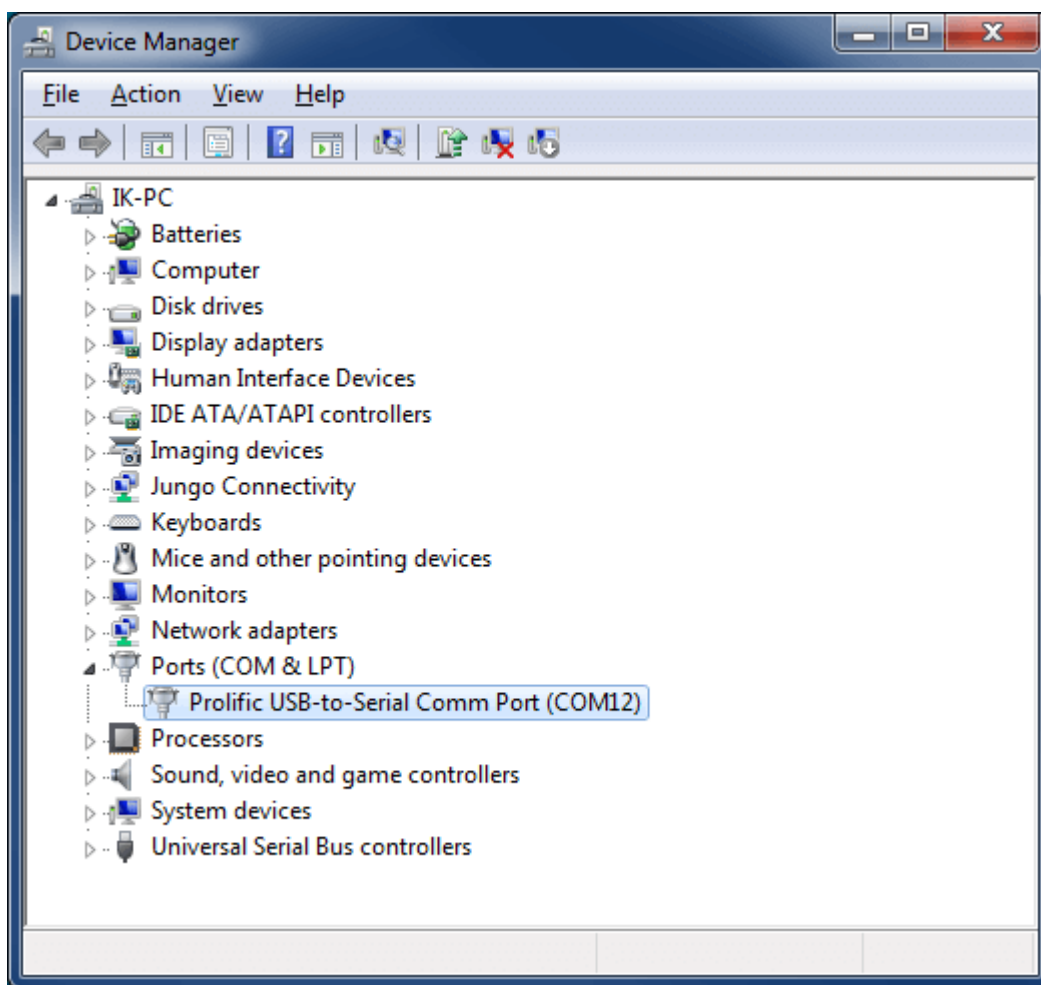 Device Manager
File Action View Help
IK-PC
Batteries
Computer
Disk drives
Display adapters
Human Interface Devices
IDE ATA/ATAPI controllers
Imaging devices
Jungo Connectivity
Keyboards
Mice and other pointing devices
Monitors
Network adapters
Ports (COM & LPT)
Prolific USB-to-Serial Comm Port (COM12)
Processors
Sound, video and game controllers
System devices
Universal Serial Bus controllers